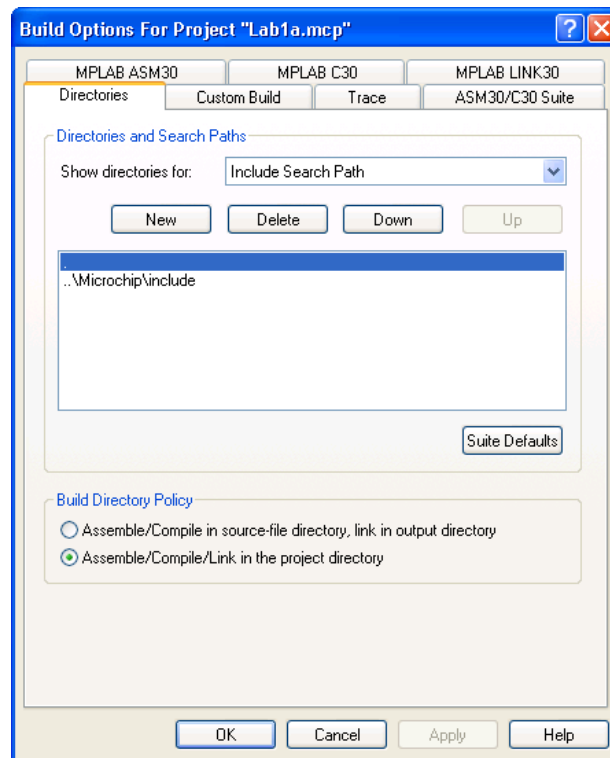 Build Options For Project "Lab1a.mcp"
MPLAB ASM30 MPLAB C30 MPLAB LINK30
Directories Custom Build Trace ASM30/C30 Suite
Directories and Search Paths
Show directories for: Include Search Path
New Delete Down Up
.
..\Microchip\include
Suite Defaults
Build Directory Policy
Assemble/Compile in source-file directory, link in output directory
Assemble/Compile/Link in the project directory
OK Cancel Apply Help